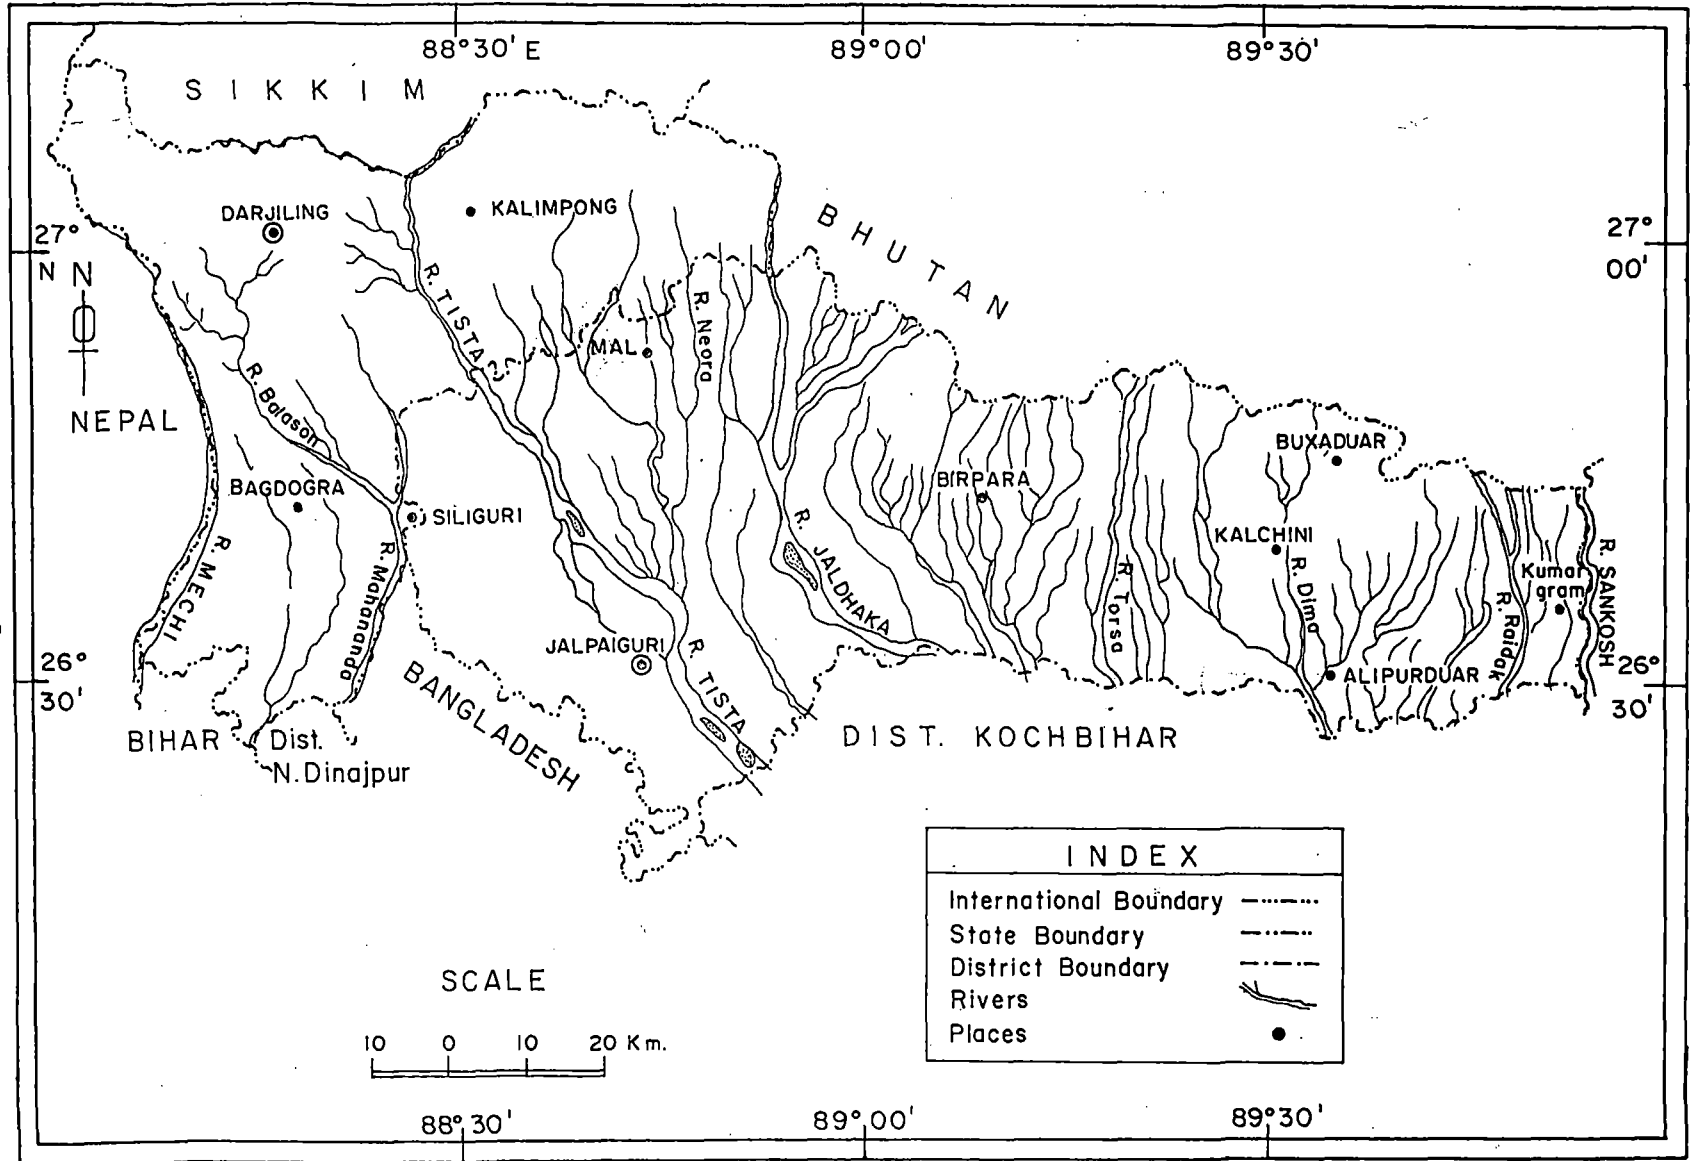 88°30' E
89°00'
89°30'
SIKKIM
DARJILING
KALIMPONG
BHUTAN
27°
N
N
27°
00'
R. TISTA
R. Neora
MAL
NEPAL
R. Balason
BAGDOGRA
SILIGURI
BIRPARA
BUXADUAR
KALCHINI
R. MECHI
R. Mahananda
R. JALDHAKA
R. Torsa
R. Dima
R. Raidak
Kumar
gram
R. SANKOSH
JALPAIGURI
R. TISTA
ALIPURDUAR
26°
30'
26°
30'
BIHAR
Dist.
N. Dinajpur
BANGLADESH
DIST. KOCHBIHAR
INDEX
International Boundary
State Boundary
District Boundary
Rivers
Places
SCALE
10 0 10 20 Km.
88°30'
89°00'
89°30'